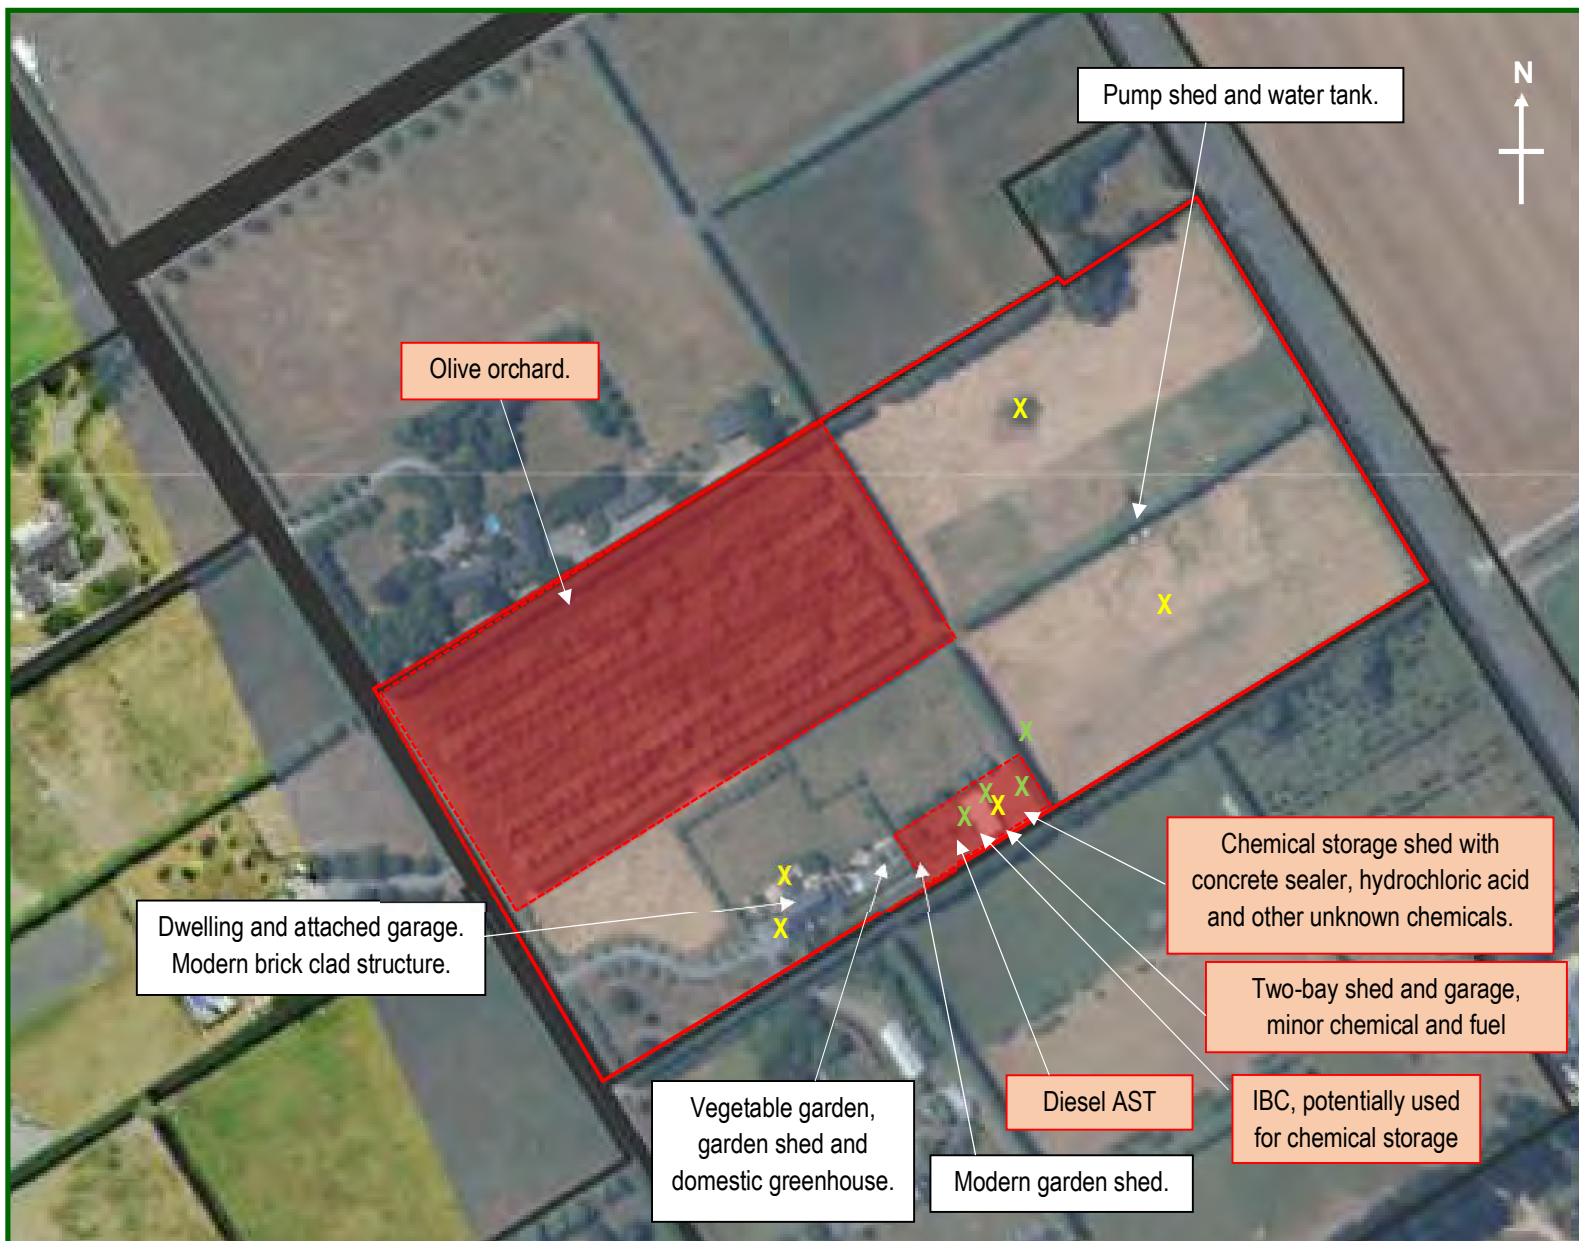 N
Pump shed and water tank.
Olive orchard.
X
X
X
X
X
X
X
X
X
X
Chemical storage shed with
concrete sealer, hydrochloric acid
and other unknown chemicals.
Dwelling and attached garage.
Modern brick clad structure.
Two-bay shed and garage,
minor chemical and fuel
Diesel AST
IBC, potentially used
for chemical storage
Vegetable garden,
garden shed and
domestic greenhouse.
Modern garden shed.